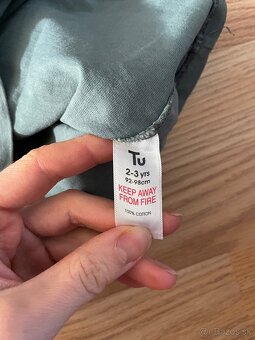 Tu
2-3 yrs
92-98cm
KEEP AWAY
FROM FIRE
100% COTTON